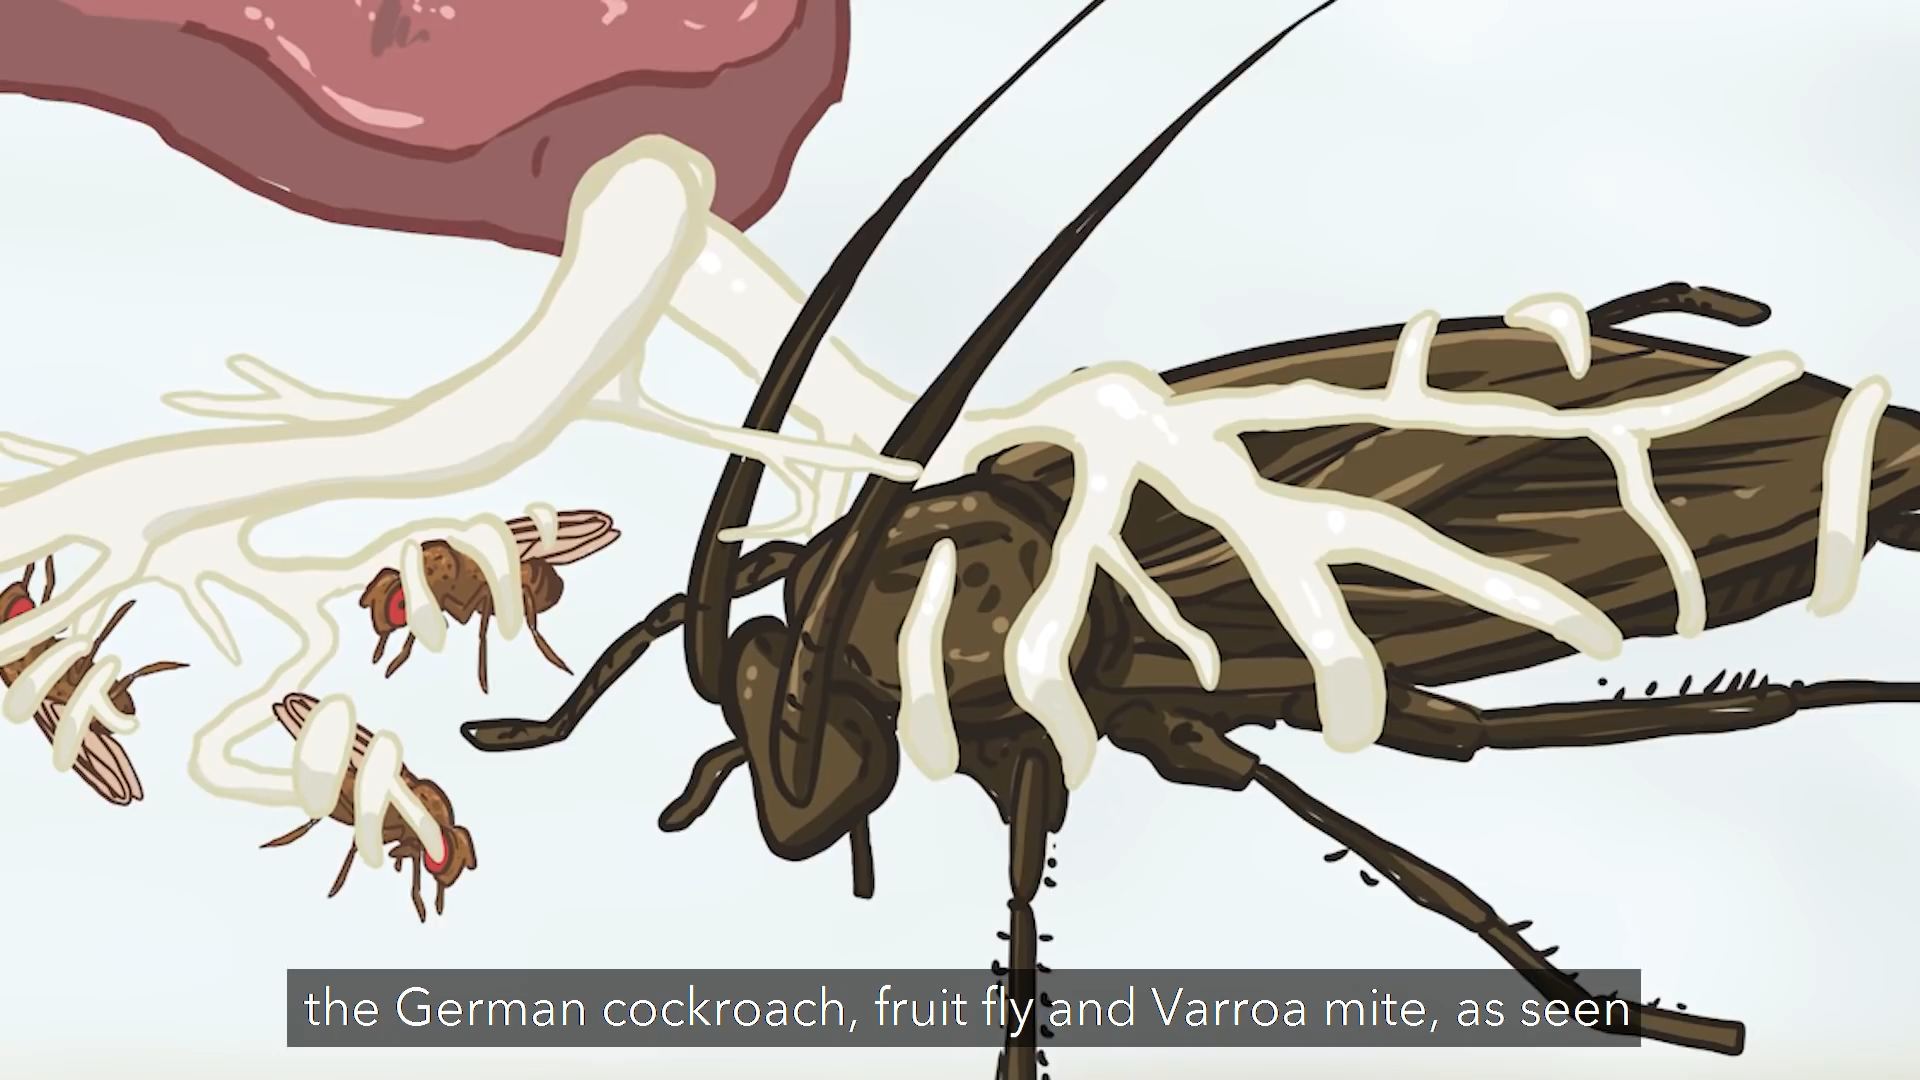 the German cockroach, fruit fly and Varroa mite, as seen